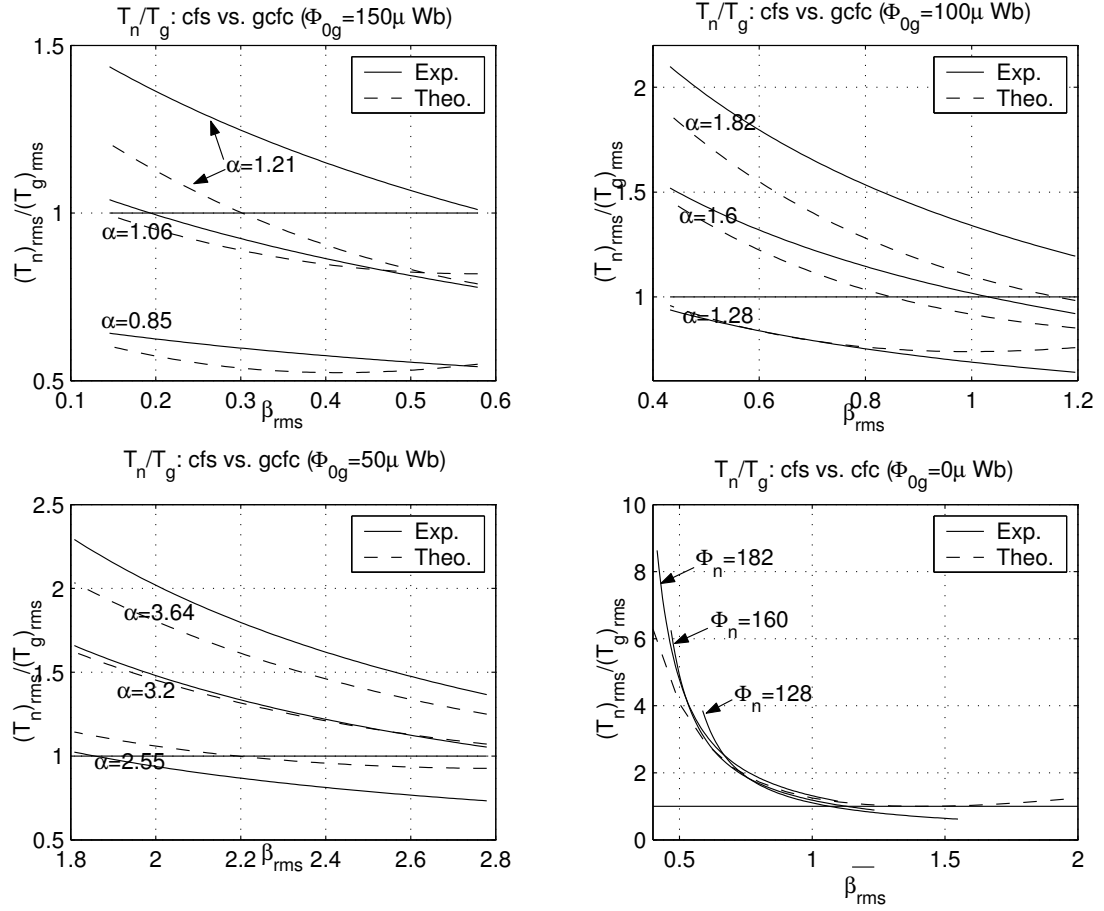 T_n/T_g: cfs vs. gcfc (Φ_0g=150μ Wb)
1.5
1
0.5
(T_n)_rms/(T_g)_rms
Exp.
Theo.
α=1.21
α=1.06
α=0.85
0.1
0.2
0.3
0.4
0.5
0.6
β_rms
T_n/T_g: cfs vs. gcfc (Φ_0g=100μ Wb)
2
1.5
1
(T_n)_rms/(T_g)_rms
Exp.
Theo.
α=1.82
α=1.6
α=1.28
0.4
0.6
0.8
1
1.2
β_rms
T_n/T_g: cfs vs. gcfc (Φ_0g=50μ Wb)
2.5
2
1.5
1
0.5
(T_n)_rms/(T_g)_rms
Exp.
Theo.
α=3.64
α=3.2
α=2.55
1.8
2
2.2
2.4
2.6
2.8
β_rms
T_n/T_g: cfs vs. cfc (Φ_0g=0μ Wb)
10
8
6
4
2
0
(T_n)_rms/(T_g)_rms
Exp.
Theo.
Φ_n=182
Φ_n=160
Φ_n=128
0.5
1
1.5
2
β_rms